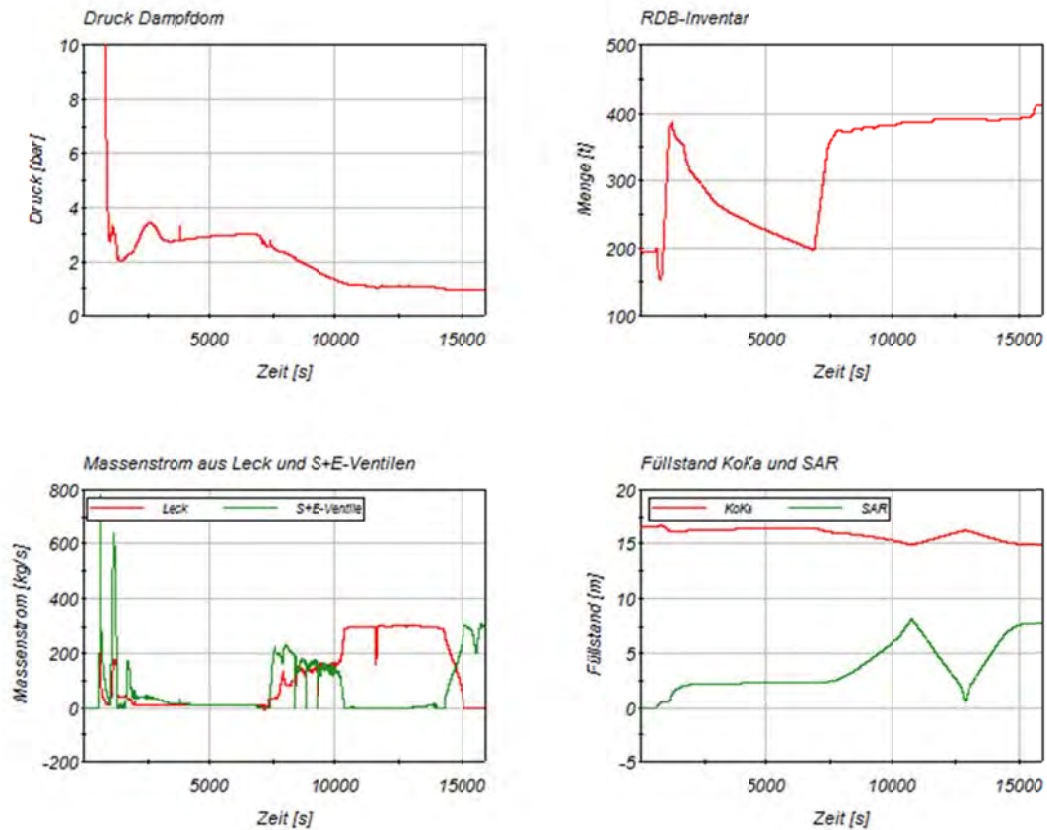 Druck Dampfdom
Druck [bar]
10
8
6
4
2
0
5000
10000
15000
Zeit [s]
RDB-Inventar
Menge [t]
500
400
300
200
100
5000
10000
15000
Zeit [s]
Massenstrom aus Leck und S+E-Ventilen
Massenstrom [kg/s]
Leck
S+E-Ventile
800
600
400
200
0
-200
5000
10000
15000
Zeit [s]
Füllstand KoKa und SAR
Füllstand [m]
KoKa
SAR
20
15
10
5
0
-5
5000
10000
15000
Zeit [s]